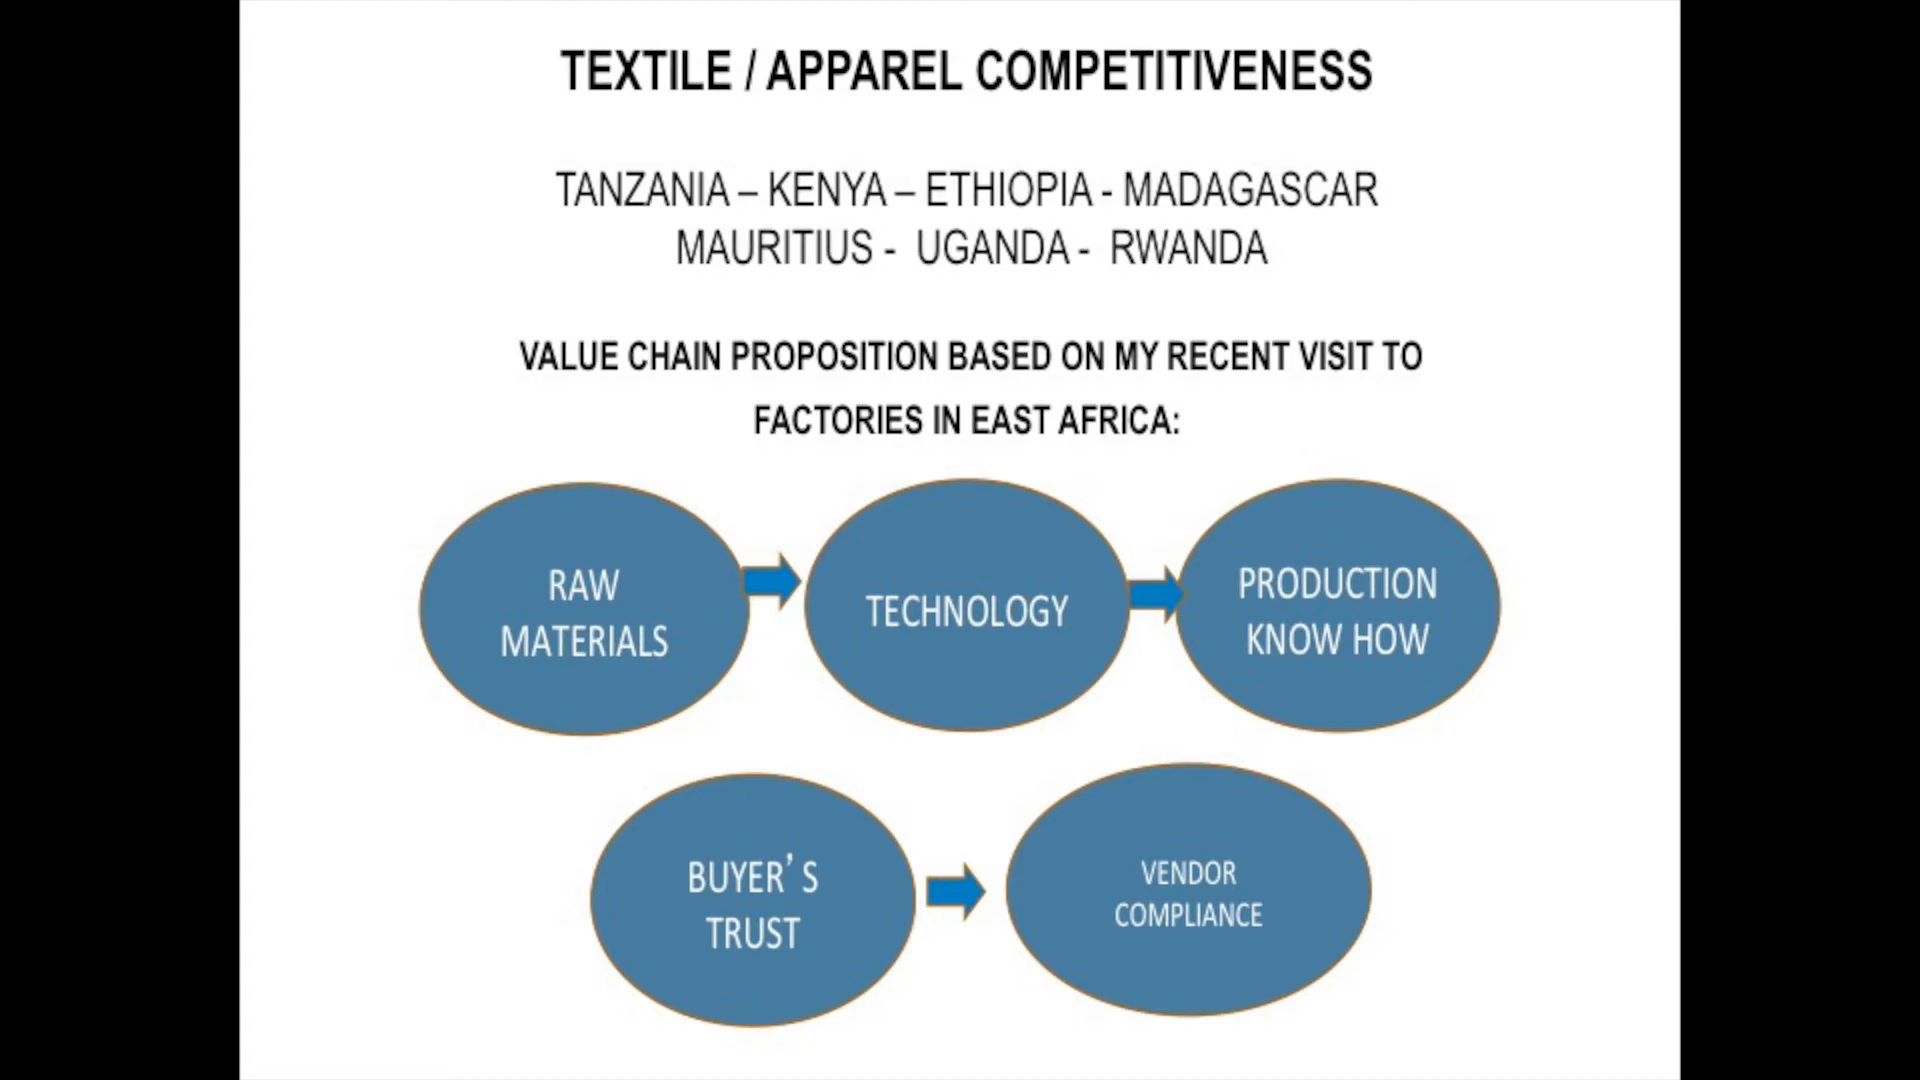 TEXTILE / APPAREL COMPETITIVENESS
TANZANIA – KENYA – ETHIOPIA - MADAGASCAR
MAURITIUS - UGANDA - RWANDA
VALUE CHAIN PROPOSITION BASED ON MY RECENT VISIT TO
FACTORIES IN EAST AFRICA:
RAW
MATERIALS
TECHNOLOGY
PRODUCTION
KNOW HOW
BUYER’S
TRUST
VENDOR
COMPLIANCE